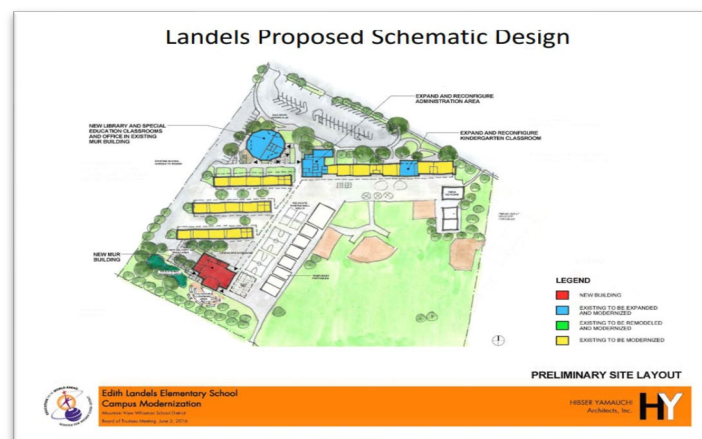 Landels Proposed Schematic Design
EXPAND AND RECONFIGURE
ADMINISTRATION AREA
NEW LIBRARY AND SPECIAL
EDUCATION CLASSROOMS
AND OFFICE IN EXISTING
MUR BUILDING
EXPAND AND RECONFIGURE
KINDERGARTEN CLASSROOM
NEW MUR
BUILDING
LEGEND
NEW BUILDING
EXISTING TO BE EXPANDED
AND MODERNIZED
EXISTING TO BE REMODELED
AND MODERNIZED
EXISTING TO BE MODERNIZED
PRELIMINARY SITE LAYOUT
Edith Landels Elementary School
Campus Modernization
Mountain View Whisman School District
HIBSER YAMAUCHI
Architects, Inc.
HY